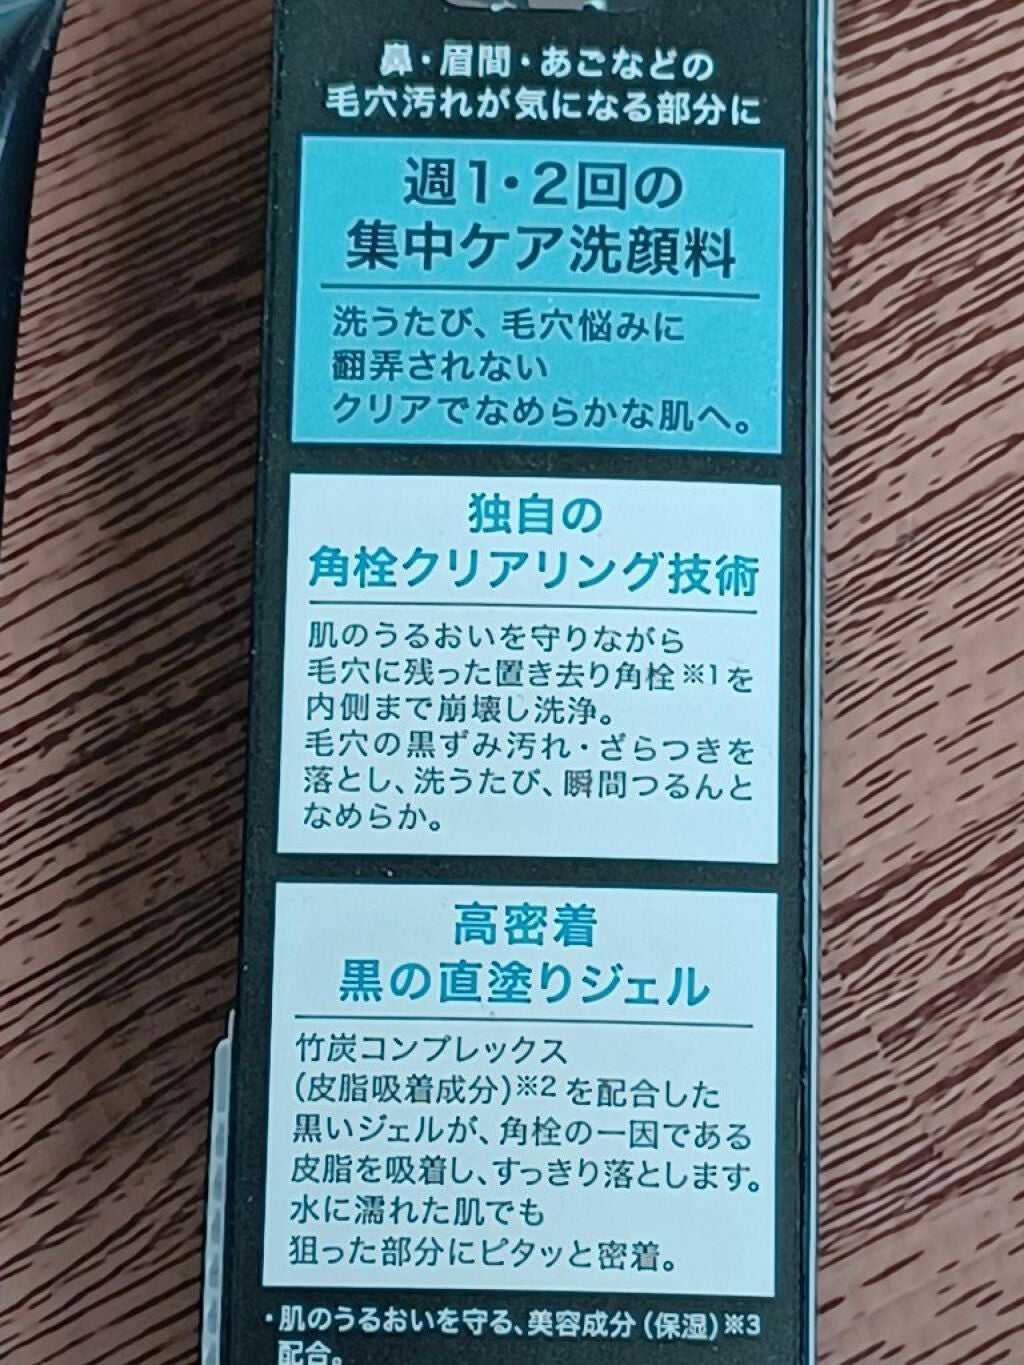 鼻・眉間・あごなどの
毛穴汚れが気になる部分に
週1・2回の
集中ケア洗顔料
洗うたび、毛穴悩みに
翻弄されない
クリアでなめらかな肌へ。
独自の
角栓クリアリング技術
肌のうるおいを守りながら
毛穴に残った置き去り角栓※1を
内側まで崩壊し洗浄。
毛穴の黒ずみ汚れ・ざらつきを
落とし、洗うたび、瞬間つるんと
なめらか。
高密着
黒の直塗りジェル
竹炭コンプレックス
(皮脂吸着成分)※2を配合した
黒いジェルが、角栓の一因である
皮脂を吸着し、すっきり落とします。
水に濡れた肌でも
狙った部分にピタッと密着。
・肌のうるおいを守る、美容成分(保湿)※3
配合。